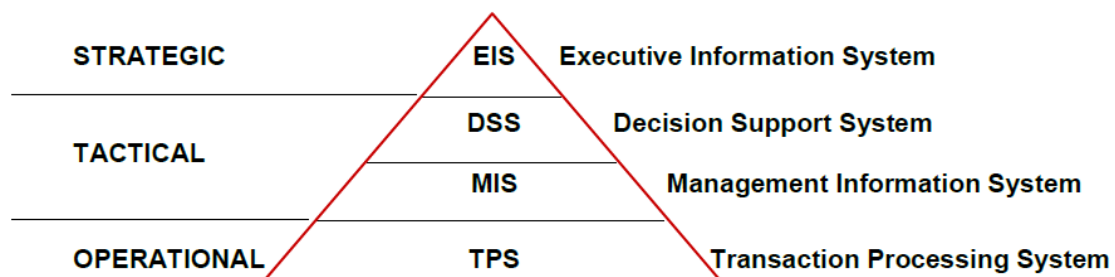 STRATEGIC EIS Executive Information System
DSS Decision Support System
TACTICAL
MIS Management Information System
OPERATIONAL TPS Transaction Processing System